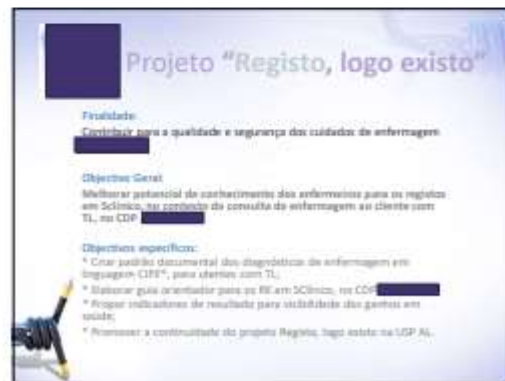 Projeto “Registo, logo existo”
Finalidade:
Contribuir para a qualidade e segurança dos cuidados de enfermagem
Objectivo Geral:
Melhorar potencial de conhecimento dos enfermeiros para os registos
em Sclínico, no contexto da consulta de enfermagem ao cliente com
TL, no CDP
Objectivos específicos:
* Criar padrão documental dos diagnósticos de enfermagem em
linguagem CIPE®, para utentes com TL;
* Elaborar guia orientador para os RE em SClínico, no CDP
* Propor indicadores de resultado para visibilidade dos ganhos em
saúde;
* Promover a continuidade do projeto Registo, logo existo na USP AL.